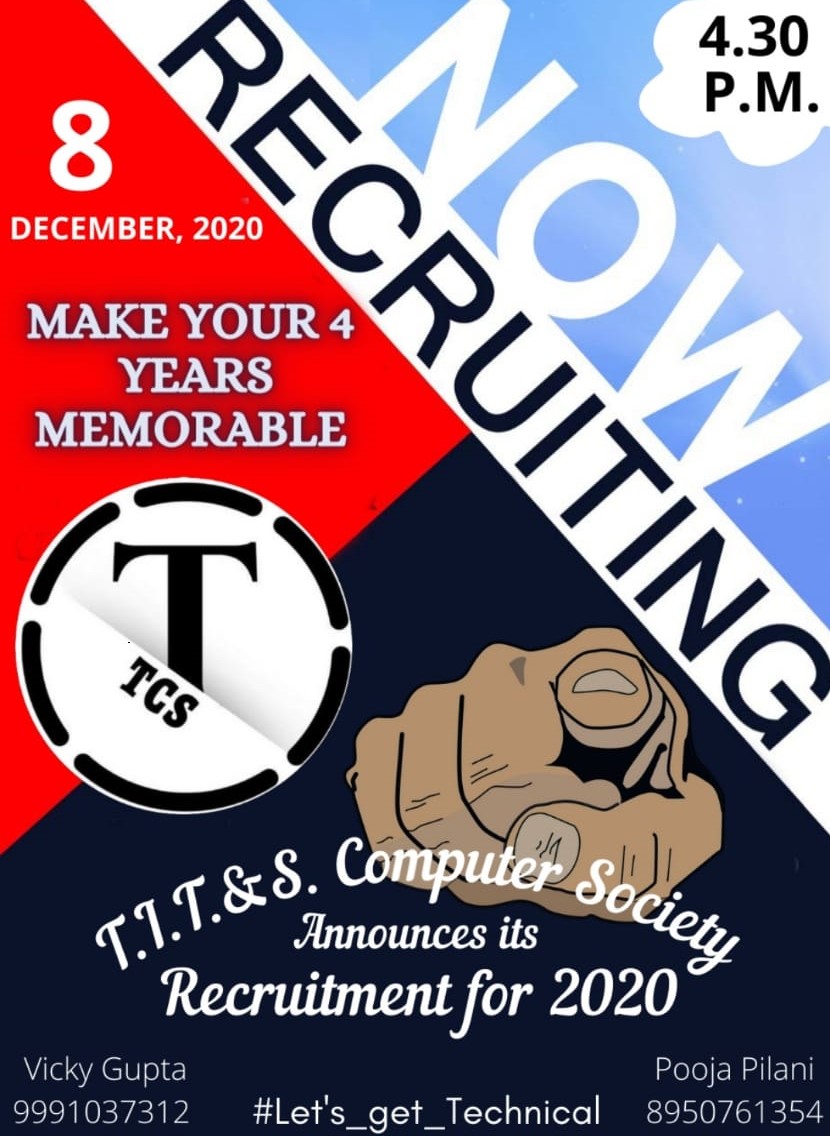 NOW
RECRUITING
4.30
P.M.
8
DECEMBER, 2020
MAKE YOUR 4
YEARS
MEMORABLE
T
TCS
T.I.T.&S. Computer Society
Announces its
Recruitment for 2020
Vicky Gupta
9991037312
#Let's_get_Technical
Pooja Pilani
8950761354